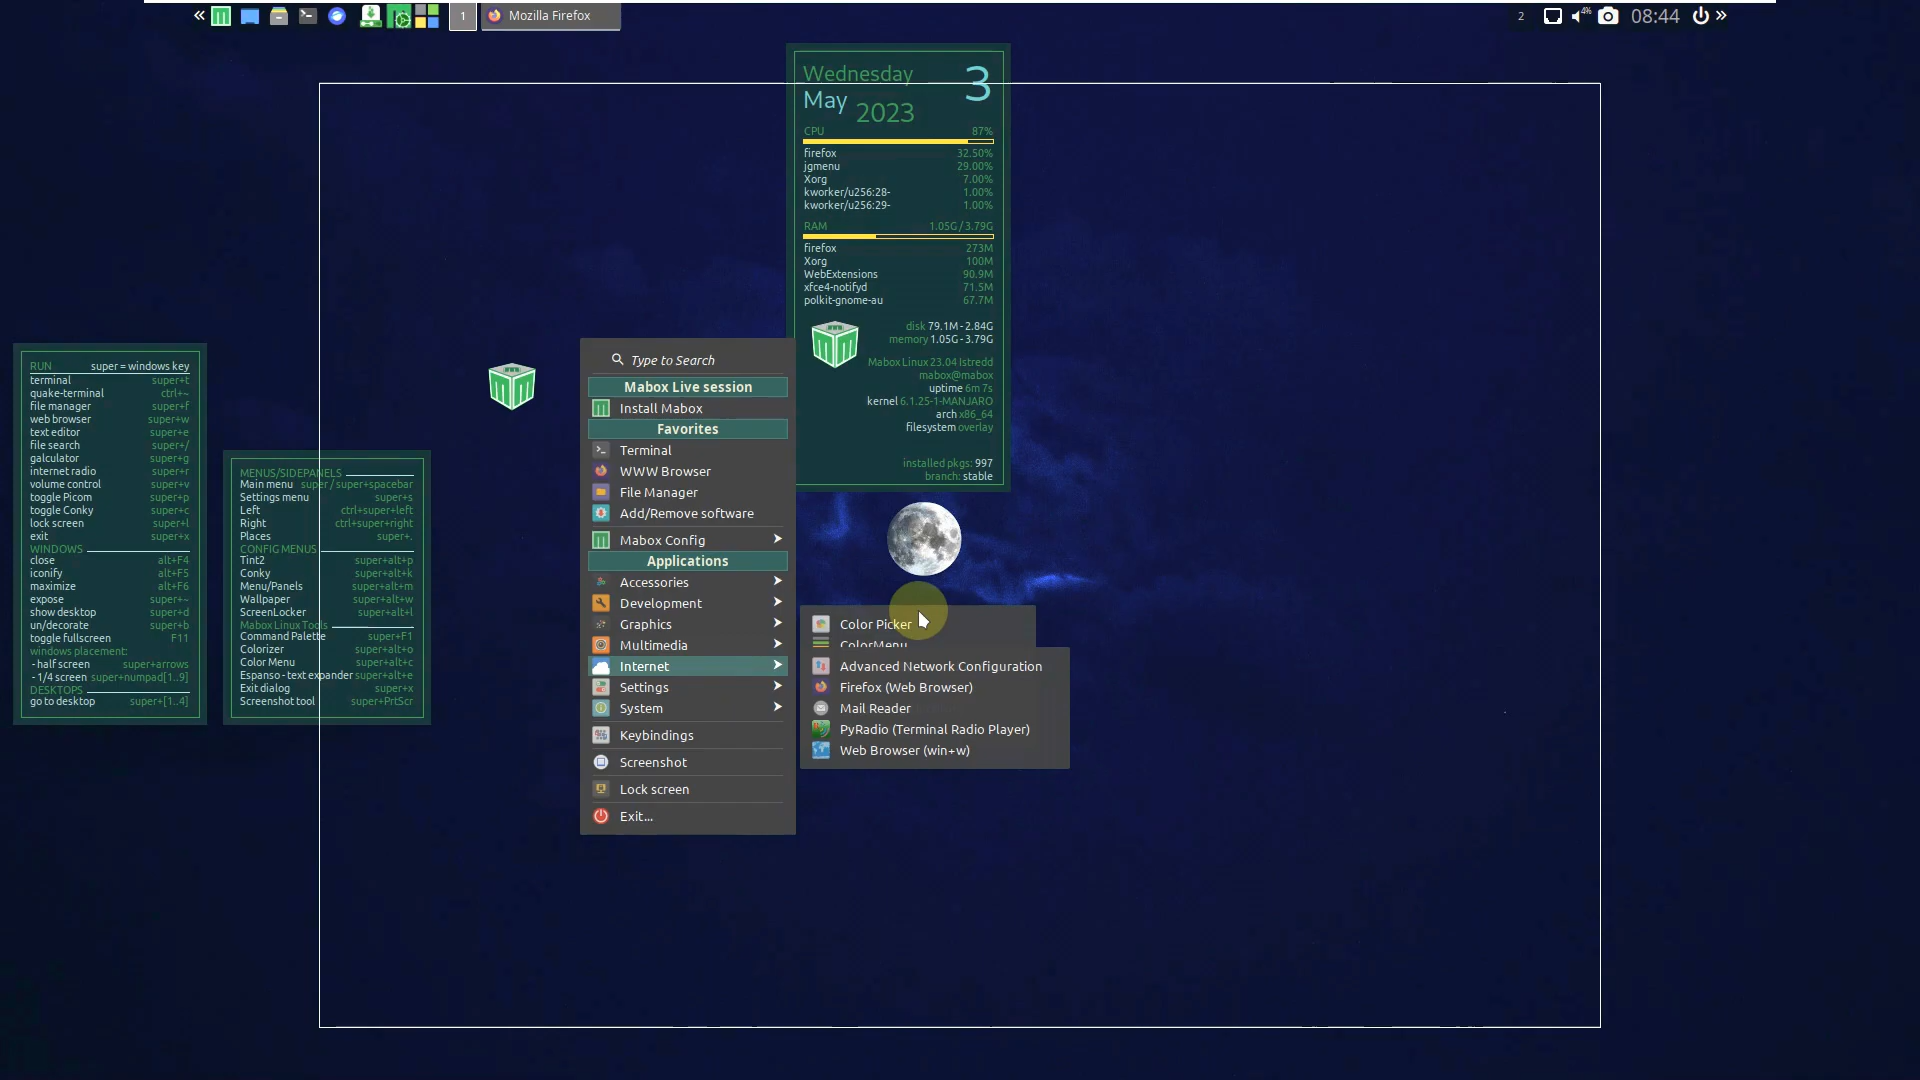 «
1
Mozilla Firefox
2
4%
08:44
»
Wednesday 3
May 2023
CPU 87%
firefox 32.50%
jgmenu 29.00%
Xorg 7.00%
kworker/u256:28- 1.00%
kworker/u256:29- 1.00%
RAM 1.05G / 3.79G
firefox 273M
Xorg 100M
WebExtensions 90.9M
xfce4-notifyd 71.5M
polkit-gnome-au 67.7M
disk 79.1M - 2.84G
memory 1.05G - 3.79G
Mabox Linux 23.04 Istredd
mabox@mabox
uptime 6m 7s
kernel 6.1.25-1-MANJARO
arch x86_64
filesystem overlay
installed pkgs: 997
branch: stable
RUN super = windows key
terminal super+t
quake-terminal ctrl+~
file manager super+f
web browser super+w
text editor super+e
file search super+/
galculator super+g
internet radio super+r
volume control super+v
toggle Picom super+p
toggle Conky super+c
lock screen super+l
exit super+x
WINDOWS
close alt+F4
iconify alt+F5
maximize alt+F6
expose super+~
show desktop super+d
un/decorate super+b
toggle fullscreen F11
windows placement:
- half screen super+arrows
- 1/4 screen super+numpad[1..9]
DESKTOPS
go to desktop super+[1..4]
MENUS/SIDEPANELS
Main menu super / super+spacebar
Settings menu super+s
Left ctrl+super+left
Right ctrl+super+right
Places super+.
CONFIG MENUS
Tint2 super+alt+p
Conky super+alt+k
Menu/Panels super+alt+m
Wallpaper super+alt+w
ScreenLocker super+alt+l
Mabox Linux Tools
Command Palette super+F1
Colorizer super+alt+o
Color Menu super+alt+c
Espanso - text expander super+alt+e
Exit dialog super+x
Screenshot tool super+PrtScr
Type to Search
Mabox Live session
Install Mabox
Favorites
Terminal
WWW Browser
File Manager
Add/Remove software
Mabox Config
Applications
Accessories
Development
Graphics
Multimedia
Internet
Settings
System
Keybindings
Screenshot
Lock screen
Exit...
Color Picker
ColorMenu
Advanced Network Configuration
Firefox (Web Browser)
Mail Reader
PyRadio (Terminal Radio Player)
Web Browser (win+w)